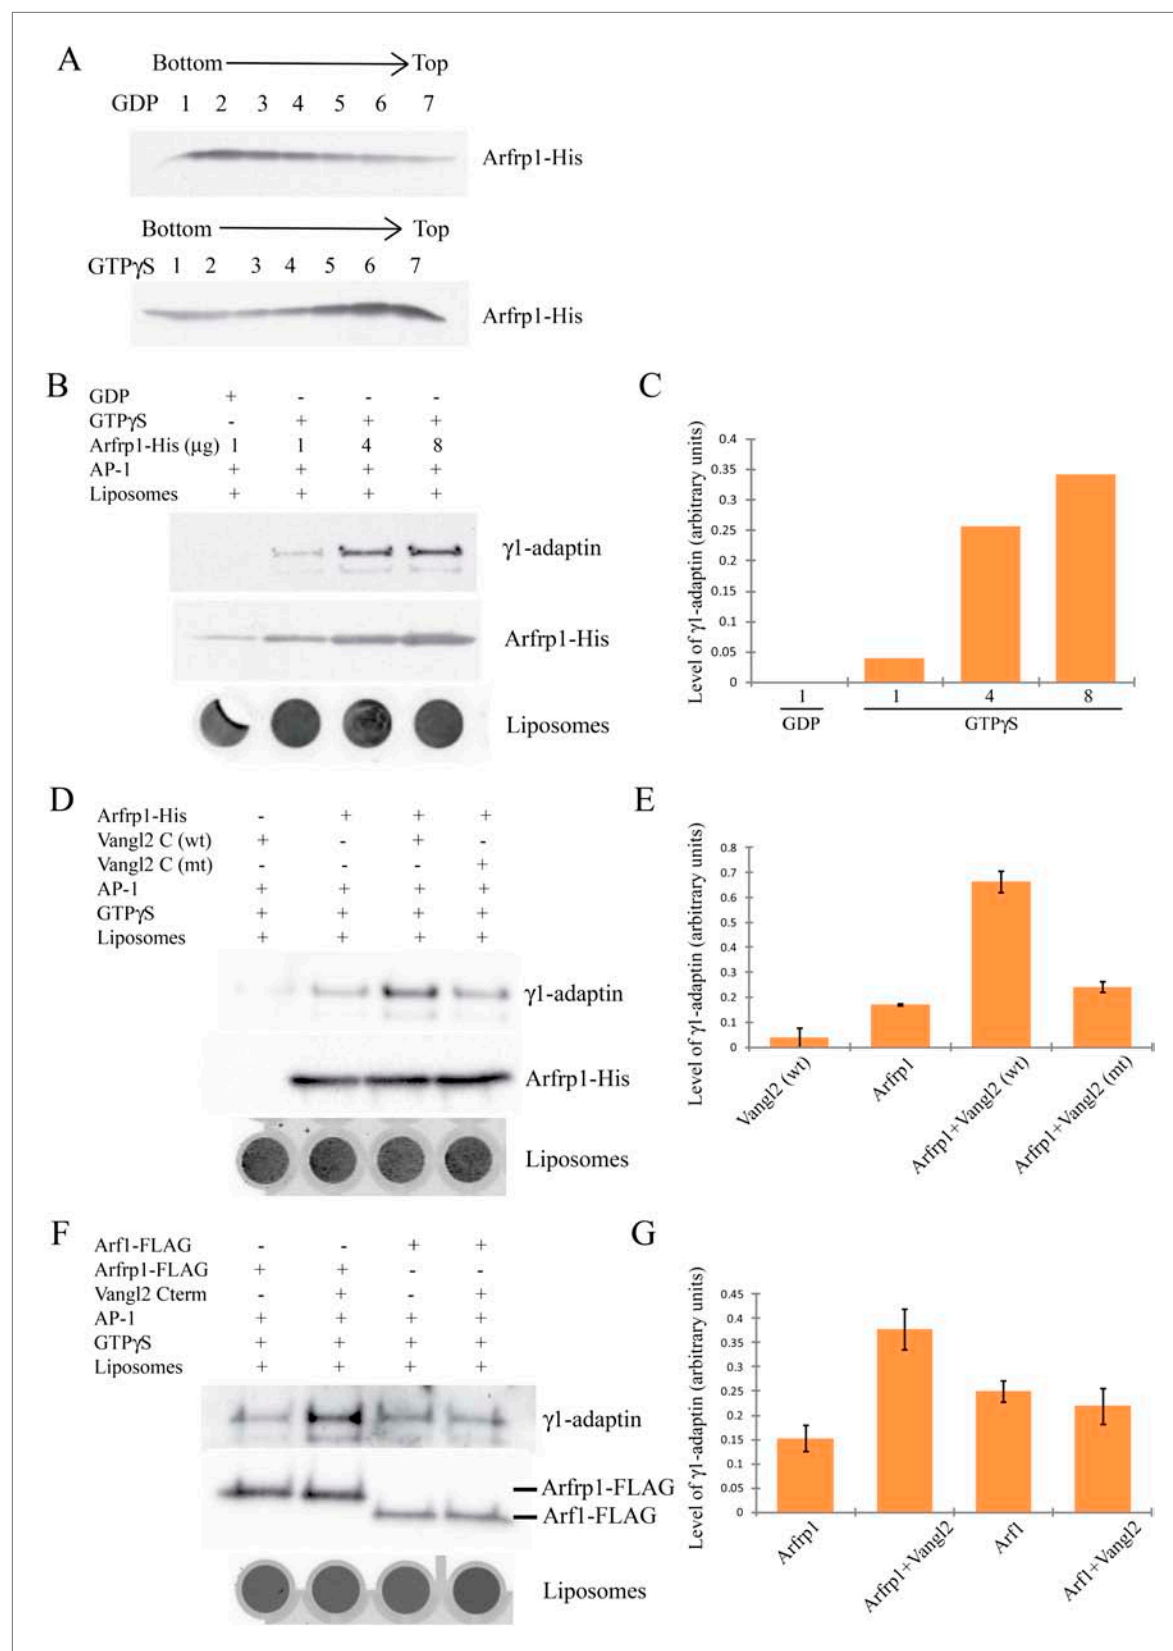 A
Bottom Top
GDP 1 2 3 4 5 6 7
Arfrp1-His
Bottom Top
GTPγS 1 2 3 4 5 6 7
Arfrp1-His
B
GDP + - - -
GTPγS - + + +
Arfrp1-His (μg) 1 1 4 8
AP-1 + + + +
Liposomes + + + +
γ1-adaptin
Arfrp1-His
Liposomes
C
Level of γ1-adaptin (arbitrary units)
0.4
0.35
0.3
0.25
0.2
0.15
0.1
0.05
0
1 1 4 8
GDP GTPγS
D
Arfrp1-His - + + +
Vangl2 C (wt) + - + -
Vangl2 C (mt) - - - +
AP-1 + + + +
GTPγS + + + +
Liposomes + + + +
γ1-adaptin
Arfrp1-His
Liposomes
E
Level of γ1-adaptin (arbitrary units)
0.8
0.7
0.6
0.5
0.4
0.3
0.2
0.1
0
Vangl2 (wt)
Arfrp1
Arfrp1+Vangl2 (wt)
Arfrp1+Vangl2 (mt)
F
Arf1-FLAG - - + +
Arfrp1-FLAG + + - -
Vangl2 Cterm - + - +
AP-1 + + + +
GTPγS + + + +
Liposomes + + + +
γ1-adaptin
Arfrp1-FLAG
Arf1-FLAG
Liposomes
G
Level of γ1-adaptin (arbitrary units)
0.45
0.4
0.35
0.3
0.25
0.2
0.15
0.1
0.05
0
Arfrp1
Arfrp1+Vangl2
Arf1
Arf1+Vangl2